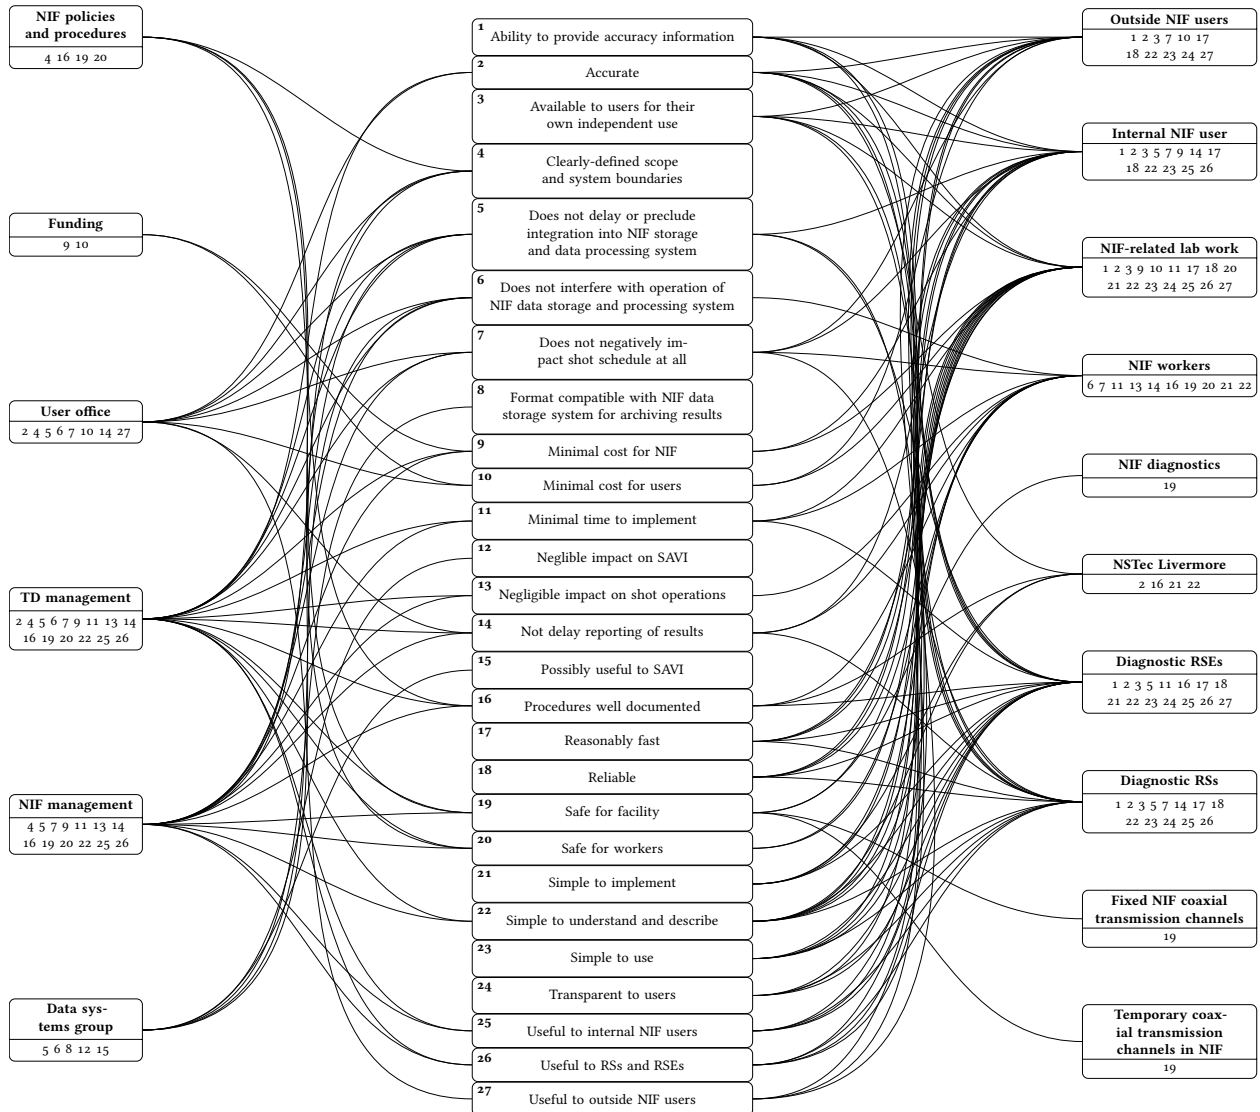 NIF policies
and procedures
4 16 19 20
Funding
9 10
User office
2 4 5 6 7 10 14 27
TD management
2 4 5 6 7 9 11 13 14
16 19 20 22 25 26
NIF management
4 5 7 9 11 13 14
16 19 20 22 25 26
Data sys-
tems group
5 6 8 12 15
1
Ability to provide accuracy information
2
Accurate
3
Available to users for their
own independent use
4
Clearly-defined scope
and system boundaries
5
Does not delay or preclude
integration into NIF storage
and data processing system
6
Does not interfere with operation of
NIF data storage and processing system
7
Does not negatively im-
pact shot schedule at all
8
Format compatible with NIF data
storage system for archiving results
9
Minimal cost for NIF
10
Minimal cost for users
11
Minimal time to implement
12
Neglible impact on SAVI
13
Negligible impact on shot operations
14
Not delay reporting of results
15
Possibly useful to SAVI
16
Procedures well documented
17
Reasonably fast
18
Reliable
19
Safe for facility
20
Safe for workers
21
Simple to implement
22
Simple to understand and describe
23
Simple to use
24
Transparent to users
25
Useful to internal NIF users
26
Useful to RSs and RSEs
27
Useful to outside NIF users
Outside NIF users
1 2 3 7 10 17
18 22 23 24 27
Internal NIF user
1 2 3 5 7 9 14 17
18 22 23 25 26
NIF-related lab work
1 2 3 9 10 11 17 18 20
21 22 23 24 25 26 27
NIF workers
6 7 11 13 14 16 19 20 21 22
NIF diagnostics
19
NSTec Livermore
2 16 21 22
Diagnostic RSEs
1 2 3 5 11 16 17 18
21 22 23 24 25 26 27
Diagnostic RSs
1 2 3 5 7 14 17 18
22 23 24 25 26
Fixed NIF coaxial
transmission channels
19
Temporary coax-
ial transmission
channels in NIF
19